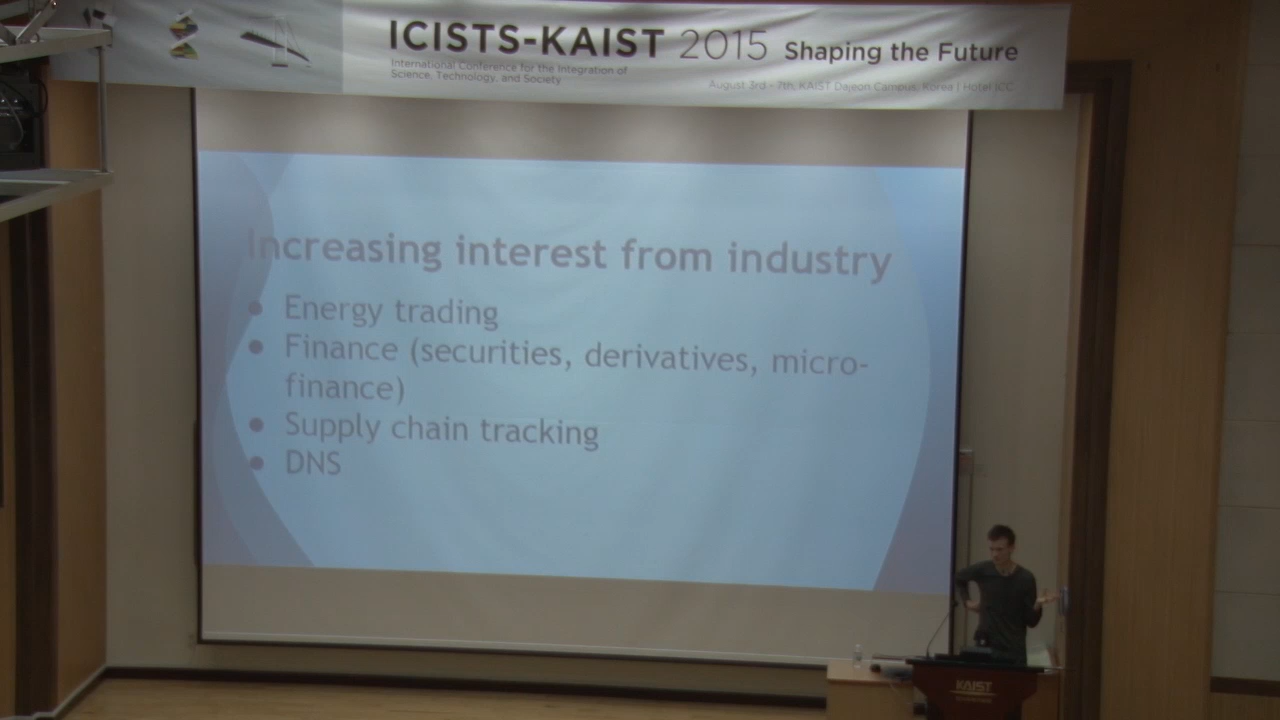 ICISTS-KAIST 2015 Shaping the Future
International Conference for the Integration of
Science, Technology, and Society
August 3rd - 7th, KAIST Dajeon Campus, Korea | Hotel ICC
Increasing interest from industry
● Energy trading
● Finance (securities, derivatives, micro-
finance)
● Supply chain tracking
● DNS
KAIST